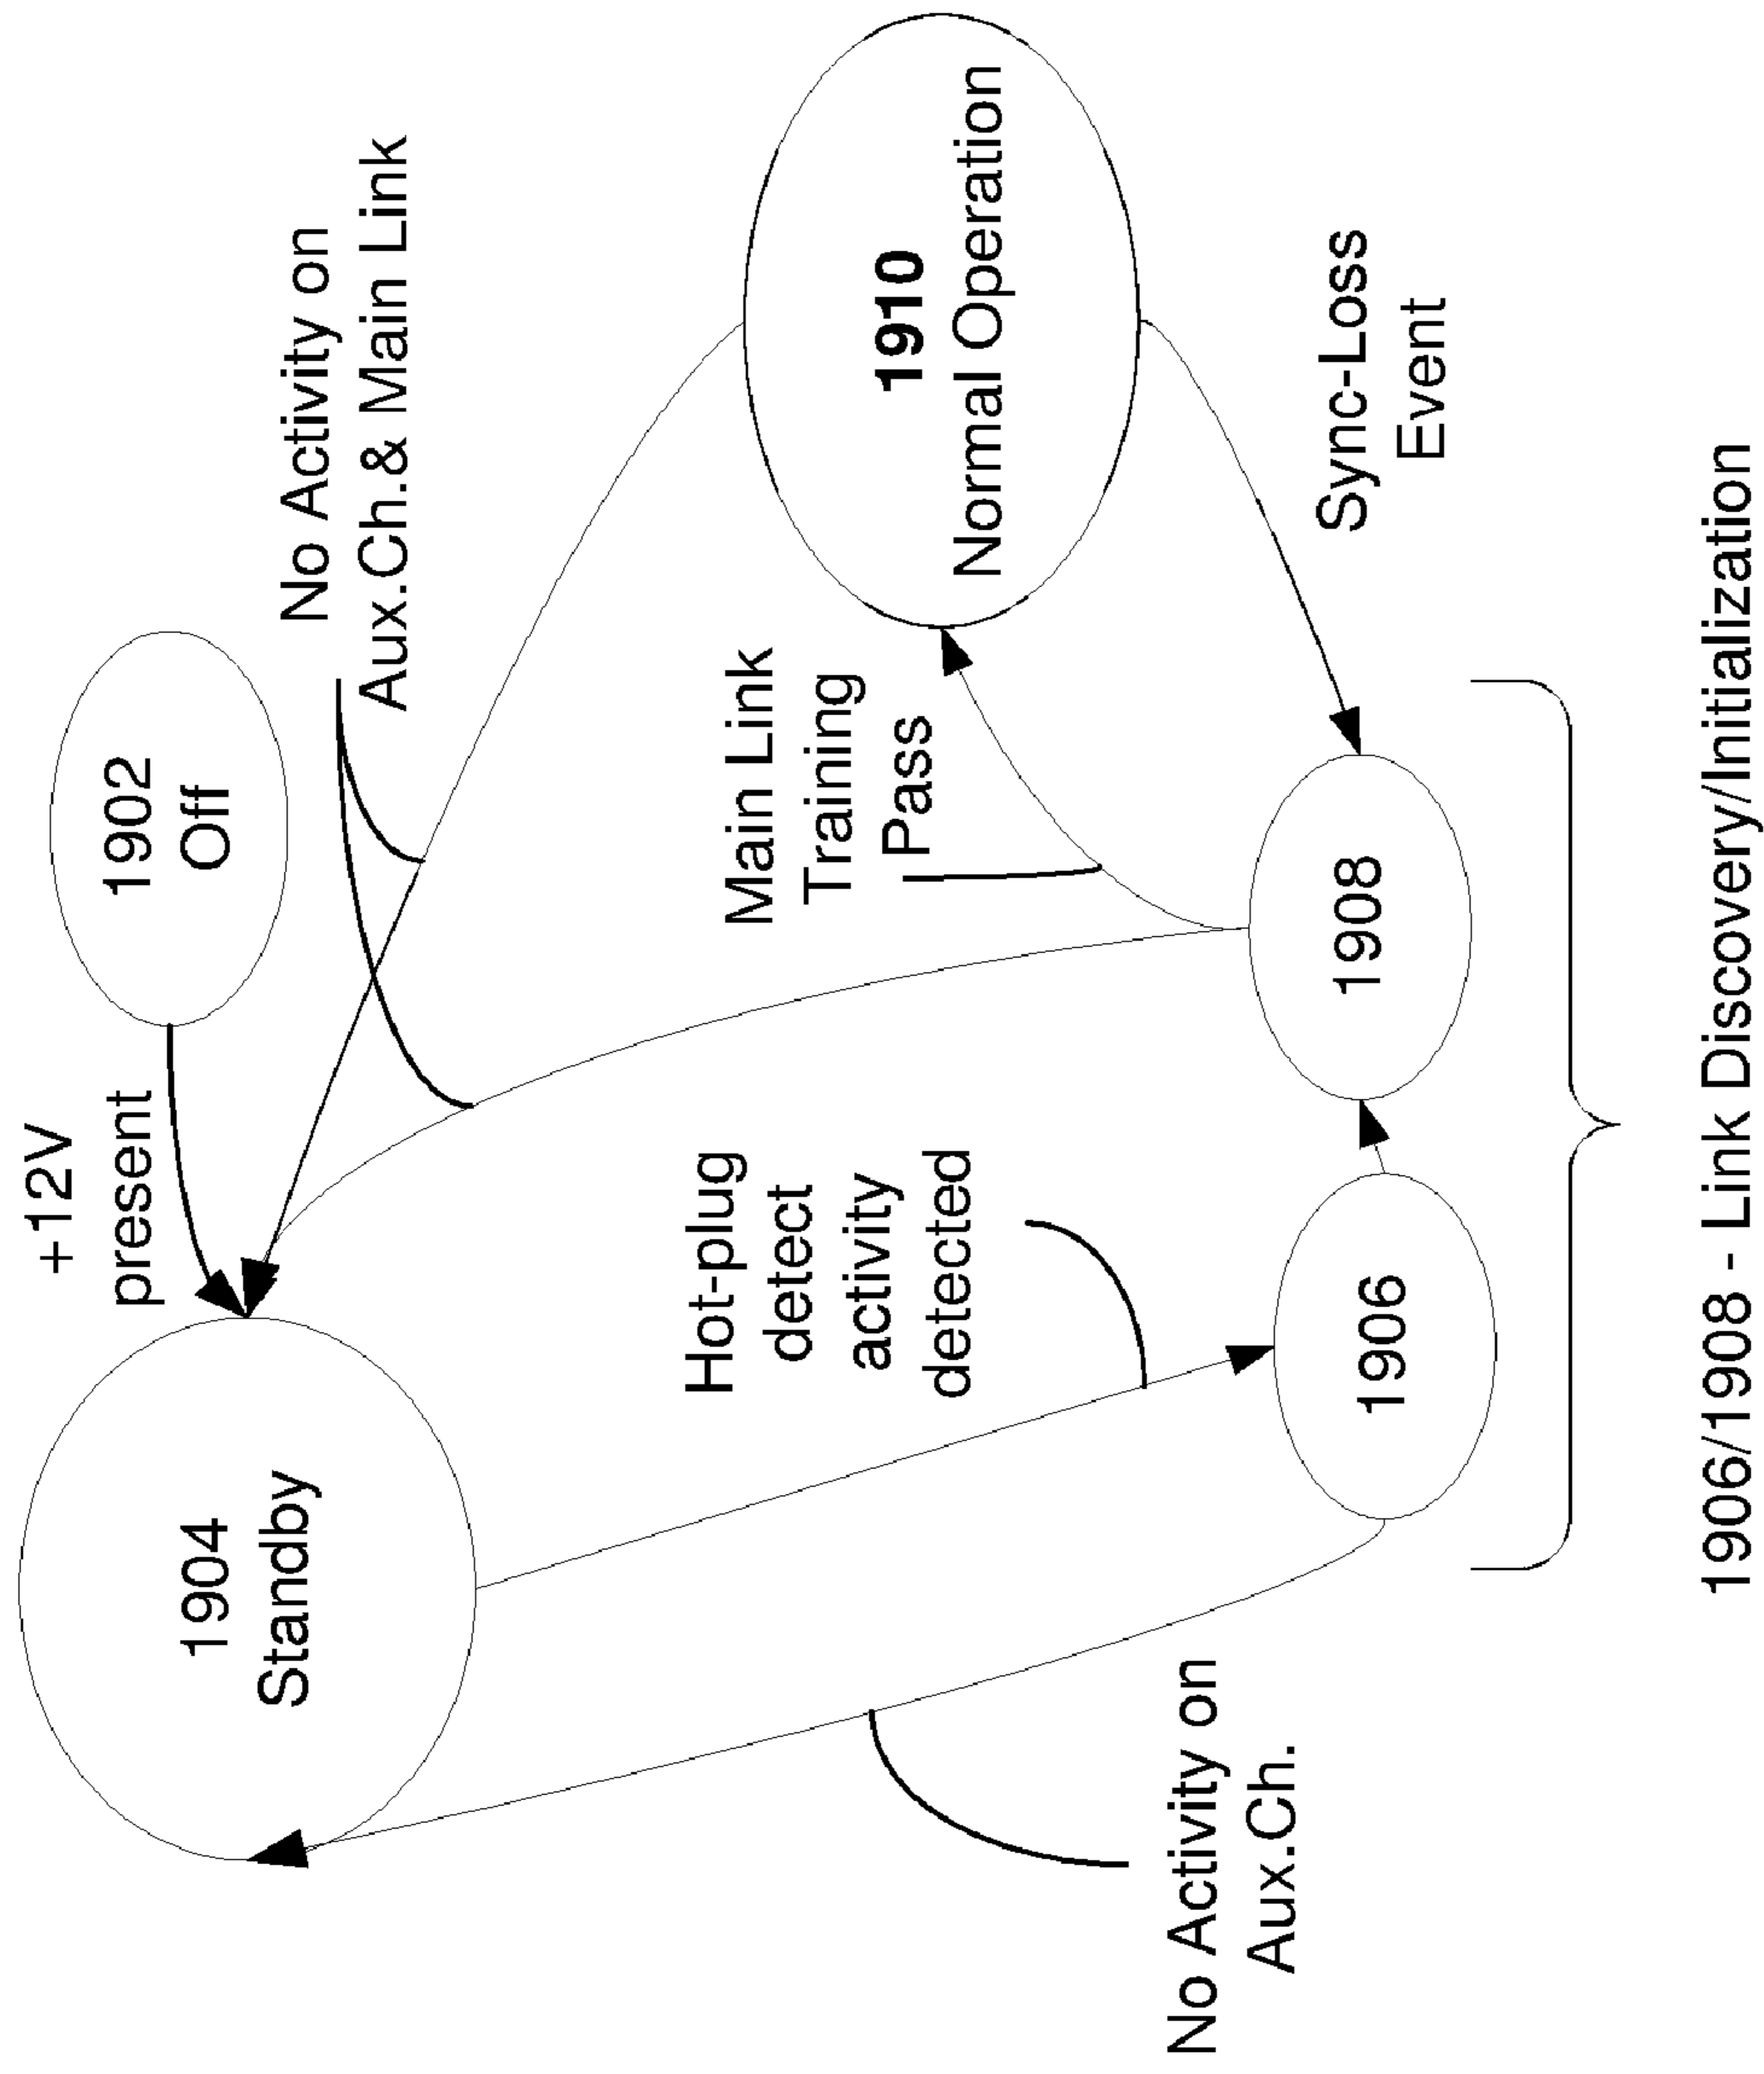 +12V
present
1902
Off
1904
Standby
No Activity on
Aux.Ch.& Main Link
Hot-plug
detect
activity
detected
Main Link
Training
Pass
1910
Normal Operation
No Activity on
Aux.Ch.
1906
1908
Sync-Loss
Event
1906/1908 - Link Discovery/Initialization